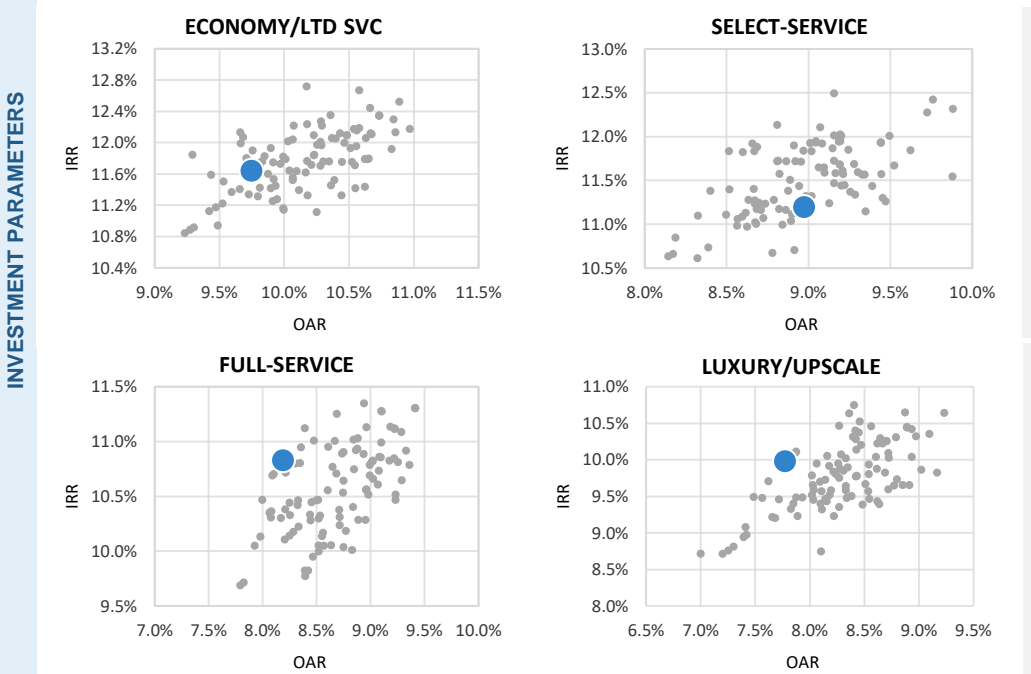 INVESTMENT PARAMETERS
ECONOMY/LTD SVC
IRR
13.2%
12.8%
12.4%
12.0%
11.6%
11.2%
10.8%
10.4%
9.0% 9.5% 10.0% 10.5% 11.0% 11.5%
OAR
SELECT-SERVICE
IRR
13.0%
12.5%
12.0%
11.5%
11.0%
10.5%
8.0% 8.5% 9.0% 9.5% 10.0%
OAR
FULL-SERVICE
IRR
11.5%
11.0%
10.5%
10.0%
9.5%
7.0% 7.5% 8.0% 8.5% 9.0% 9.5% 10.0%
OAR
LUXURY/UPSCALE
IRR
11.0%
10.5%
10.0%
9.5%
9.0%
8.5%
8.0%
6.5% 7.0% 7.5% 8.0% 8.5% 9.0% 9.5%
OAR